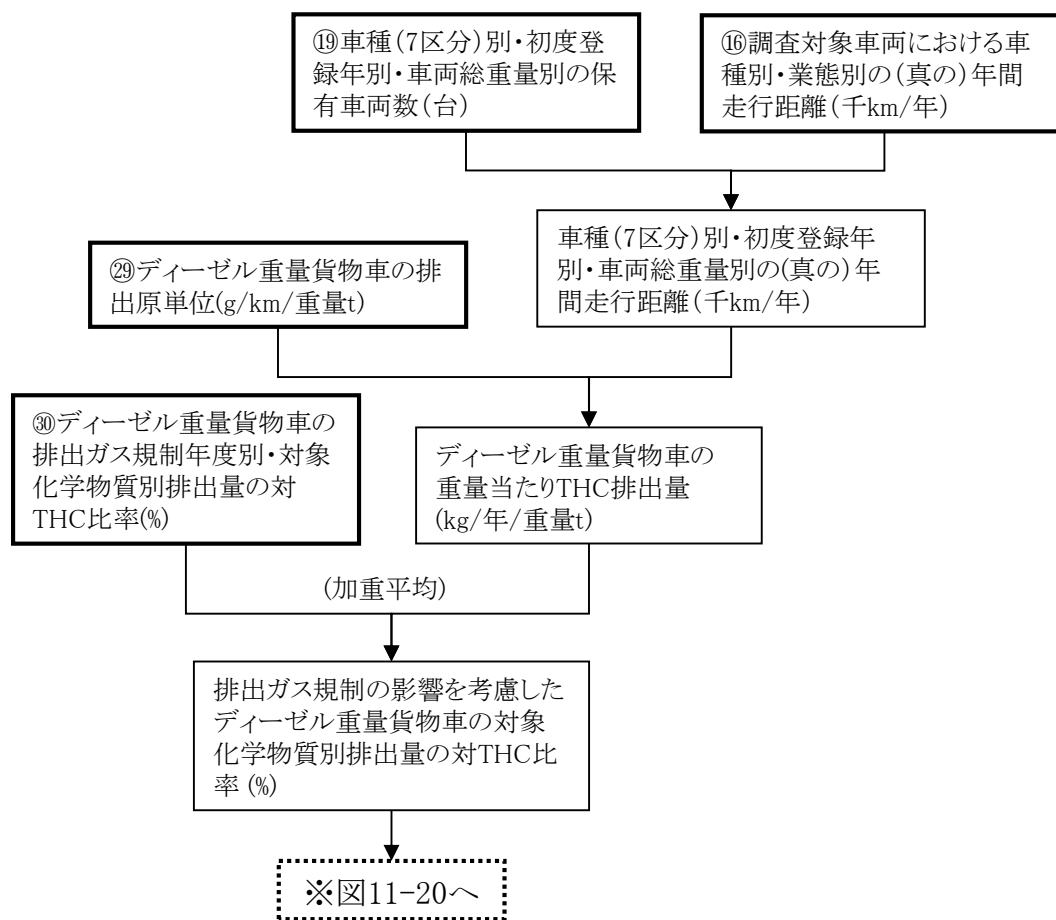 ⑲車種(7区分)別・初度登
録年別・車両総重量別の保
有車両数(台)
⑯調査対象車両における車
種別・業態別の(真の)年間
走行距離(千km/年)
車種(7区分)別・初度登録年
別・車両総重量別の(真の)年
間走行距離(千km/年)
㉙ディーゼル重量貨物車の排
出原単位(g/km/重量t)
㉚ディーゼル重量貨物車の
排出ガス規制年度別・対象
化学物質別排出量の対
THC比率(%)
ディーゼル重量貨物車の
重量当たりTHC排出量
(kg/年/重量t)
(加重平均)
排出ガス規制の影響を考慮した
ディーゼル重量貨物車の対象
化学物質別排出量の対THC比
率(%)
※図11-20へ